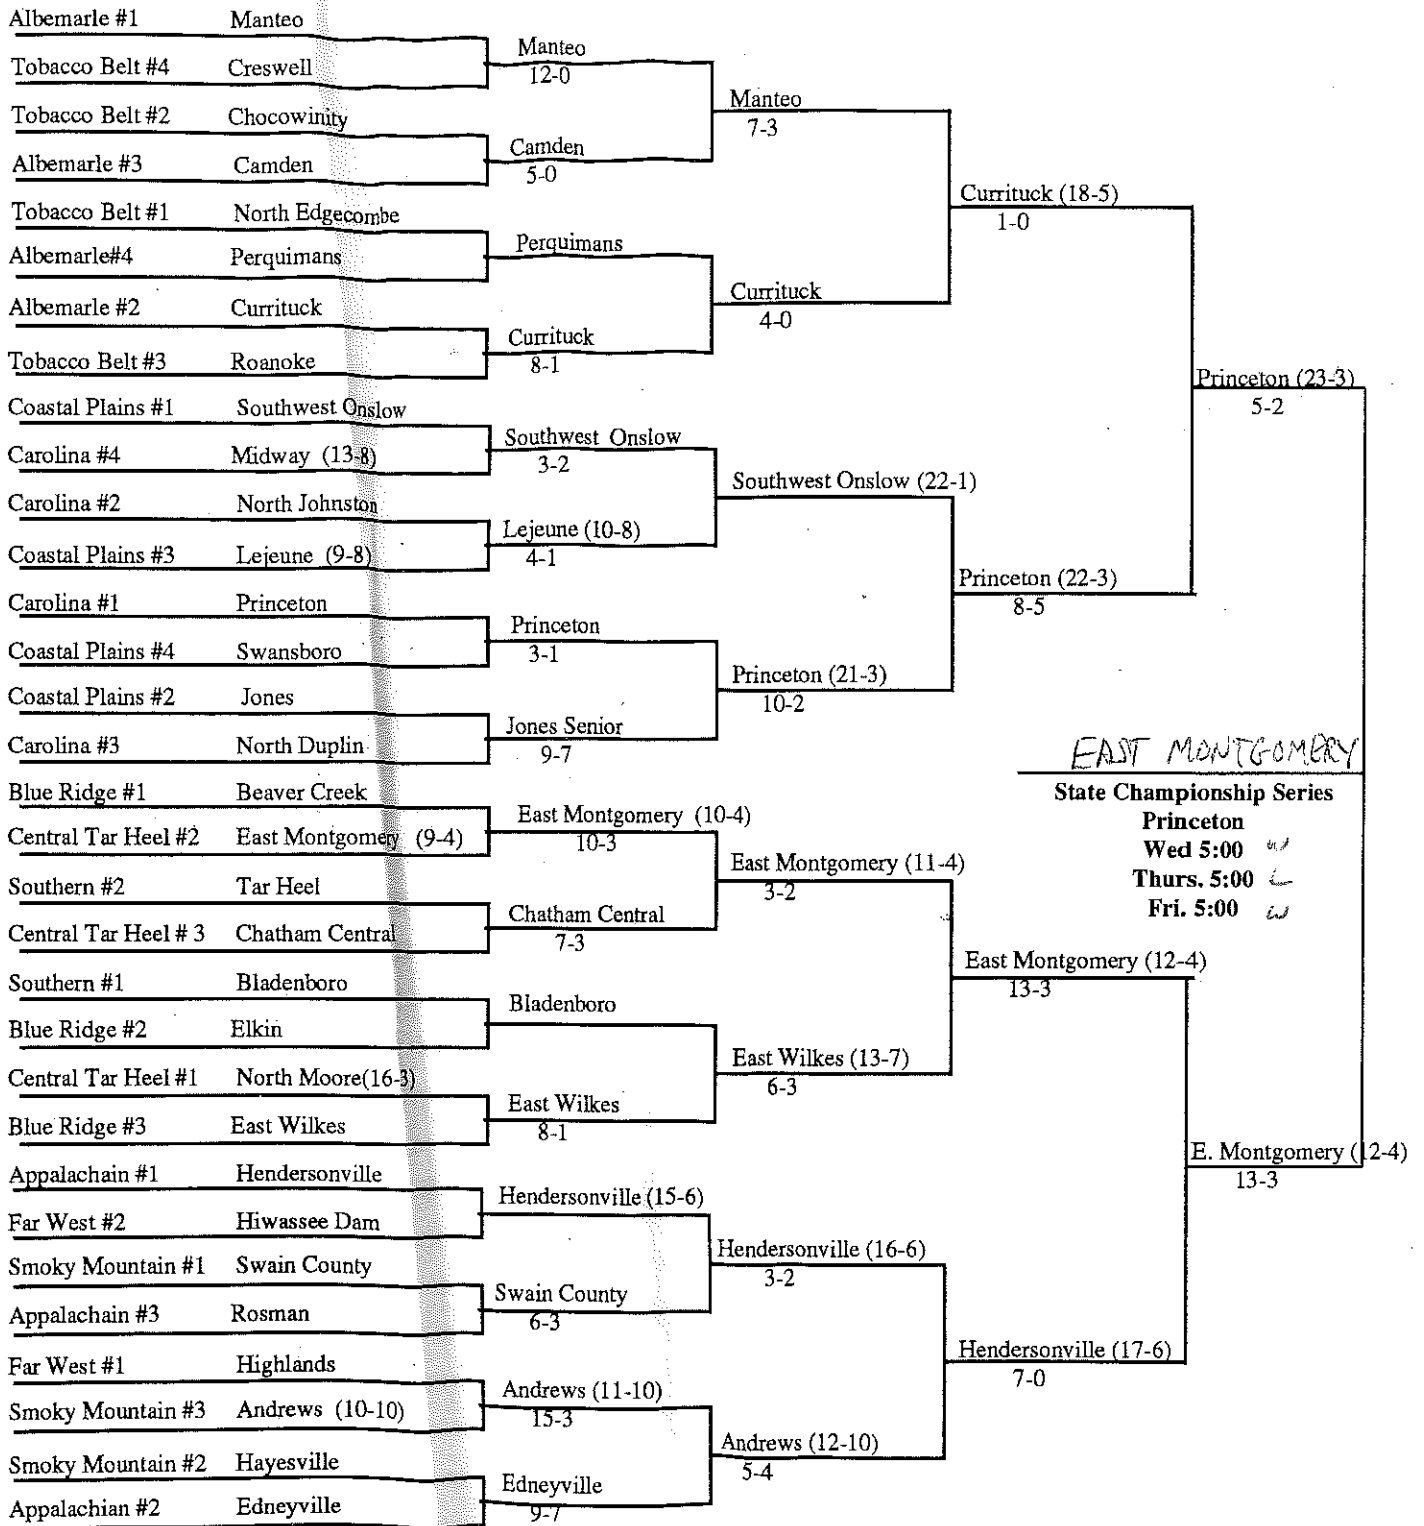 Albemarle #1 Manteo
Tobacco Belt #4 Creswell
Tobacco Belt #2 Chocowinity
Albemarle #3 Camden
Tobacco Belt #1 North Edgecombe
Albemarle#4 Perquimans
Albemarle #2 Currituck
Tobacco Belt #3 Roanoke
Coastal Plains #1 Southwest Onslow
Carolina #4 Midway (13-8)
Carolina #2 North Johnston
Coastal Plains #3 Lejeune (9-8)
Carolina #1 Princeton
Coastal Plains #4 Swansboro
Coastal Plains #2 Jones
Carolina #3 North Duplin
Blue Ridge #1 Beaver Creek
Central Tar Heel #2 East Montgomery (9-4)
Southern #2 Tar Heel
Central Tar Heel # 3 Chatham Central
Southern #1 Bladenboro
Blue Ridge #2 Elkin
Central Tar Heel #1 North Moore(16-3)
Blue Ridge #3 East Wilkes
Appalachain #1 Hendersonville
Far West #2 Hiwassee Dam
Smoky Mountain #1 Swain County
Appalachain #3 Rosman
Far West #1 Highlands
Smoky Mountain #3 Andrews (10-10)
Smoky Mountain #2 Hayesville
Appalachian #2 Edneyville
Manteo
12-0
Camden
5-0
Perquimans
Currituck
8-1
Southwest Onslow
3-2
Lejeune (10-8)
4-1
Princeton
3-1
Jones Senior
9-7
East Montgomery (10-4)
10-3
Chatham Central
7-3
Bladenboro
East Wilkes
8-1
Hendersonville (15-6)
Swain County
6-3
Andrews (11-10)
15-3
Edneyville
9-7
Manteo
7-3
Currituck
4-0
Southwest Onslow (22-1)
Princeton (21-3)
10-2
East Montgomery (11-4)
3-2
East Wilkes (13-7)
6-3
Hendersonville (16-6)
3-2
Andrews (12-10)
5-4
Currituck (18-5)
1-0
Princeton (22-3)
8-5
East Montgomery (12-4)
13-3
Hendersonville (17-6)
7-0
Princeton (23-3)
5-2
E. Montgomery (12-4)
13-3
EAST MONTGOMERY
State Championship Series
Princeton
Wed 5:00 W
Thurs. 5:00 L
Fri. 5:00 W